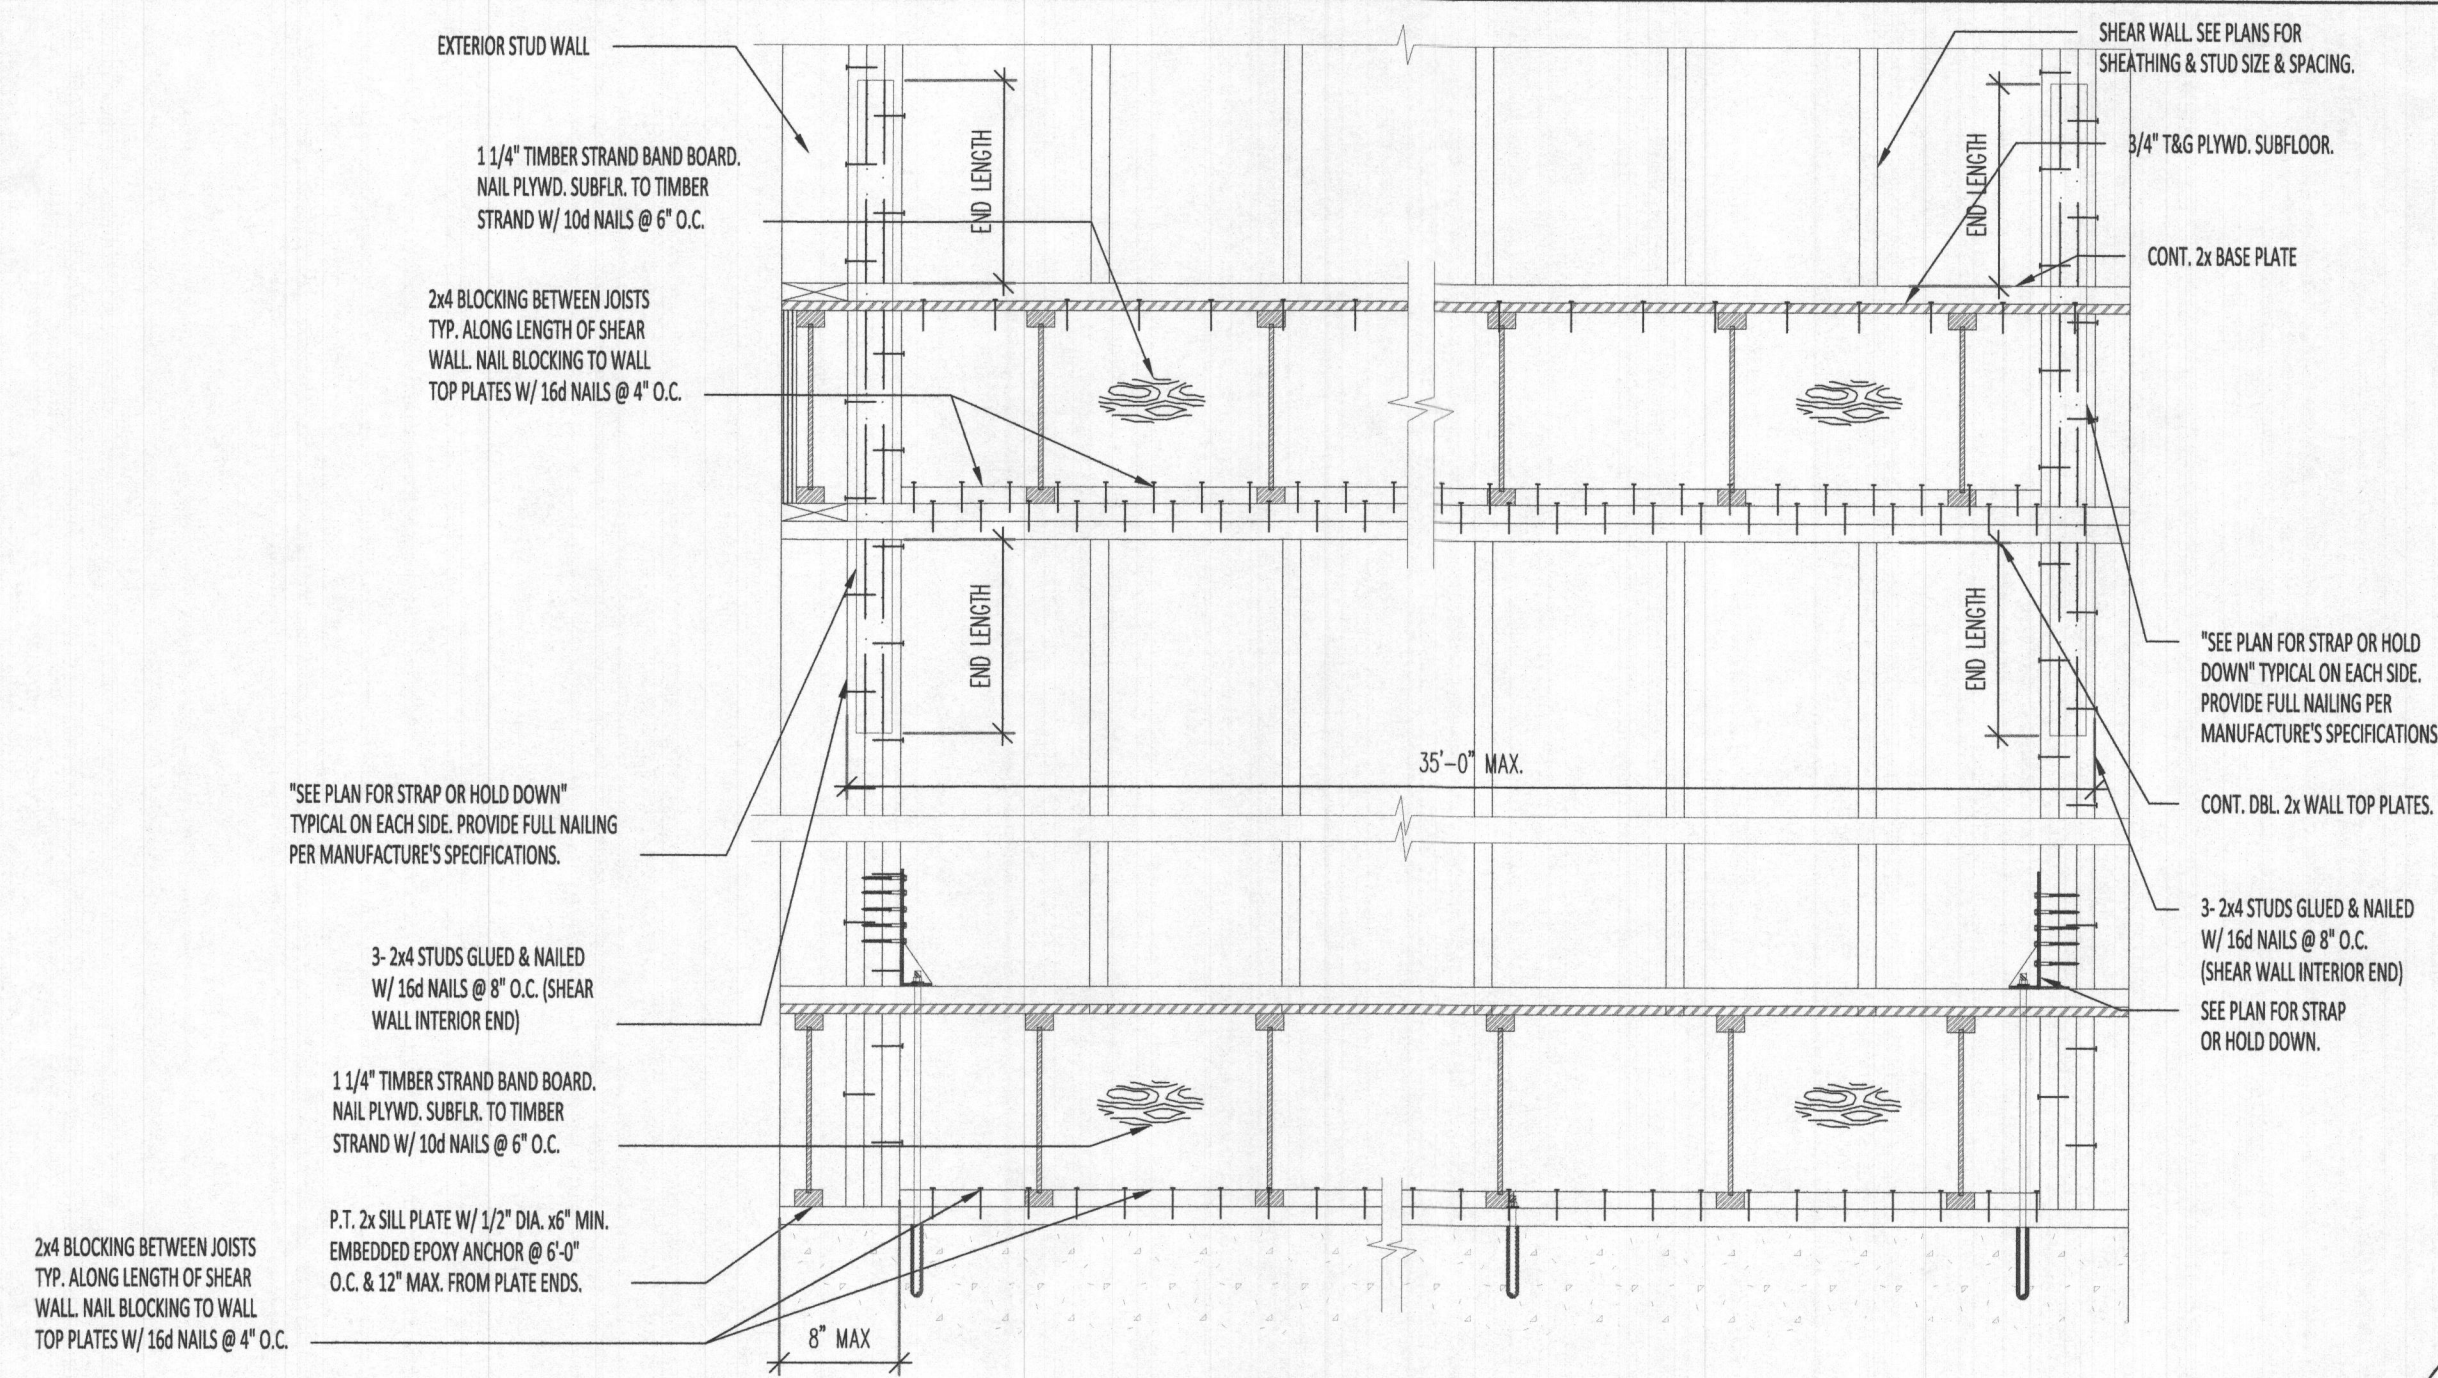 EXTERIOR STUD WALL
1 1/4" TIMBER STRAND BAND BOARD.
NAIL PLYWD. SUBFLR. TO TIMBER
STRAND W/ 10d NAILS @ 6" O.C.
2x4 BLOCKING BETWEEN JOISTS
TYP. ALONG LENGTH OF SHEAR
WALL. NAIL BLOCKING TO WALL
TOP PLATES W/ 16d NAILS @ 4" O.C.
END LENGTH
END LENGTH
SHEAR WALL. SEE PLANS FOR
SHEATHING & STUD SIZE & SPACING.
3/4" T&G PLYWD. SUBFLOOR.
CONT. 2x BASE PLATE
END LENGTH
END LENGTH
35'-0" MAX.
"SEE PLAN FOR STRAP OR HOLD
DOWN" TYPICAL ON EACH SIDE.
PROVIDE FULL NAILING PER
MANUFACTURE'S SPECIFICATIONS
CONT. DBL. 2x WALL TOP PLATES.
"SEE PLAN FOR STRAP OR HOLD DOWN"
TYPICAL ON EACH SIDE. PROVIDE FULL NAILING
PER MANUFACTURE'S SPECIFICATIONS.
3- 2x4 STUDS GLUED & NAILED
W/ 16d NAILS @ 8" O.C. (SHEAR
WALL INTERIOR END)
3- 2x4 STUDS GLUED & NAILED
W/ 16d NAILS @ 8" O.C.
(SHEAR WALL INTERIOR END)
SEE PLAN FOR STRAP
OR HOLD DOWN.
1 1/4" TIMBER STRAND BAND BOARD.
NAIL PLYWD. SUBFLR. TO TIMBER
STRAND W/ 10d NAILS @ 6" O.C.
P.T. 2x SILL PLATE W/ 1/2" DIA. x6" MIN.
EMBEDDED EPOXY ANCHOR @ 6'-0"
O.C. & 12" MAX. FROM PLATE ENDS.
2x4 BLOCKING BETWEEN JOISTS
TYP. ALONG LENGTH OF SHEAR
WALL. NAIL BLOCKING TO WALL
TOP PLATES W/ 16d NAILS @ 4" O.C.
8" MAX